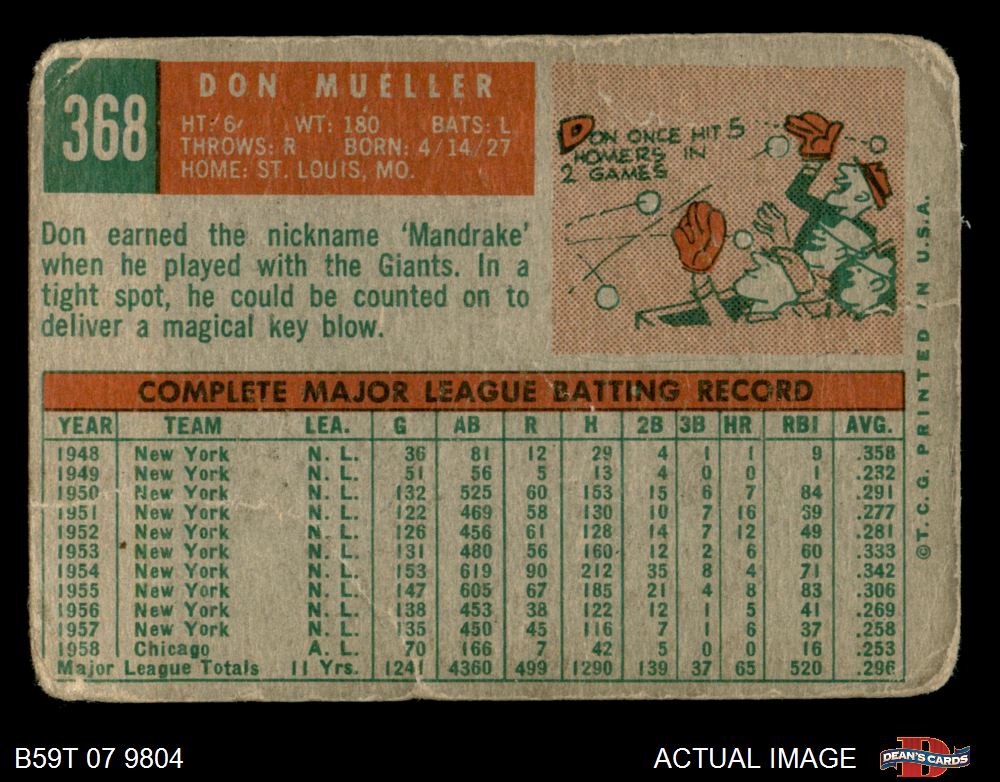 368
DON MUELLER
HT: 6' WT: 180 BATS: L
THROWS: R BORN: 4/14/27
HOME: ST. LOUIS, MO.
DON ONCE HIT 5
HOMERS IN
2 GAMES
Don earned the nickname 'Mandrake'
when he played with the Giants. In a
tight spot, he could be counted on to
deliver a magical key blow.
COMPLETE MAJOR LEAGUE BATTING RECORD
YEAR TEAM LEA. G AB R H 2B 3B HR RBI AVG.
1948 New York N. L. 36 81 12 29 4 1 1 9 .358
1949 New York N. L. 51 56 5 13 4 0 0 1 .232
1950 New York N. L. 132 525 60 153 15 6 7 84 .291
1951 New York N. L. 122 469 58 130 10 7 16 69 .277
1952 New York N. L. 126 456 61 128 14 7 12 49 .281
1953 New York N. L. 131 480 56 160 12 2 6 60 .333
1954 New York N. L. 153 619 90 212 35 8 4 71 .342
1955 New York N. L. 147 605 67 185 21 4 8 83 .306
1956 New York N. L. 138 453 38 122 12 1 5 41 .269
1957 New York N. L. 135 450 45 116 7 1 6 37 .258
1958 Chicago A. L. 70 166 7 42 5 0 0 16 .253
Major League Totals 11 Yrs. 1241 4360 499 1290 139 37 65 520 .296
©T.C.G. PRINTED IN U.S.A.
B59T 07 9804
ACTUAL IMAGE
D
DEAN'S CARDS